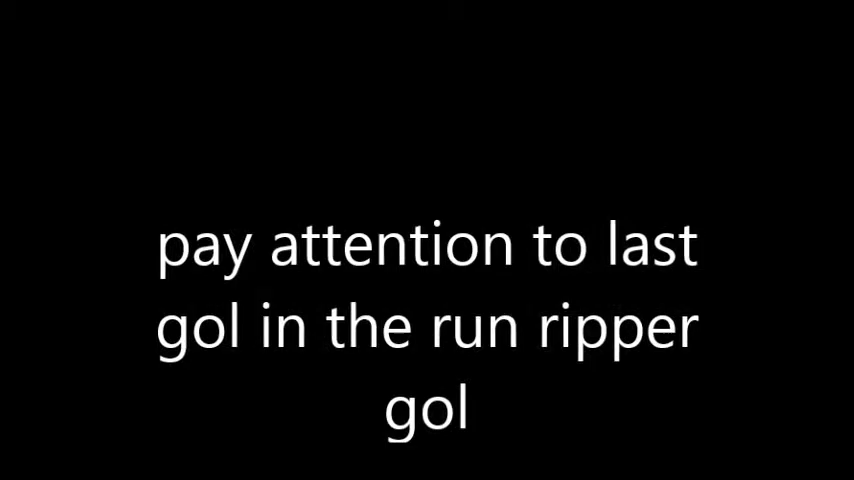 pay attention to last
gol in the run ripper
gol